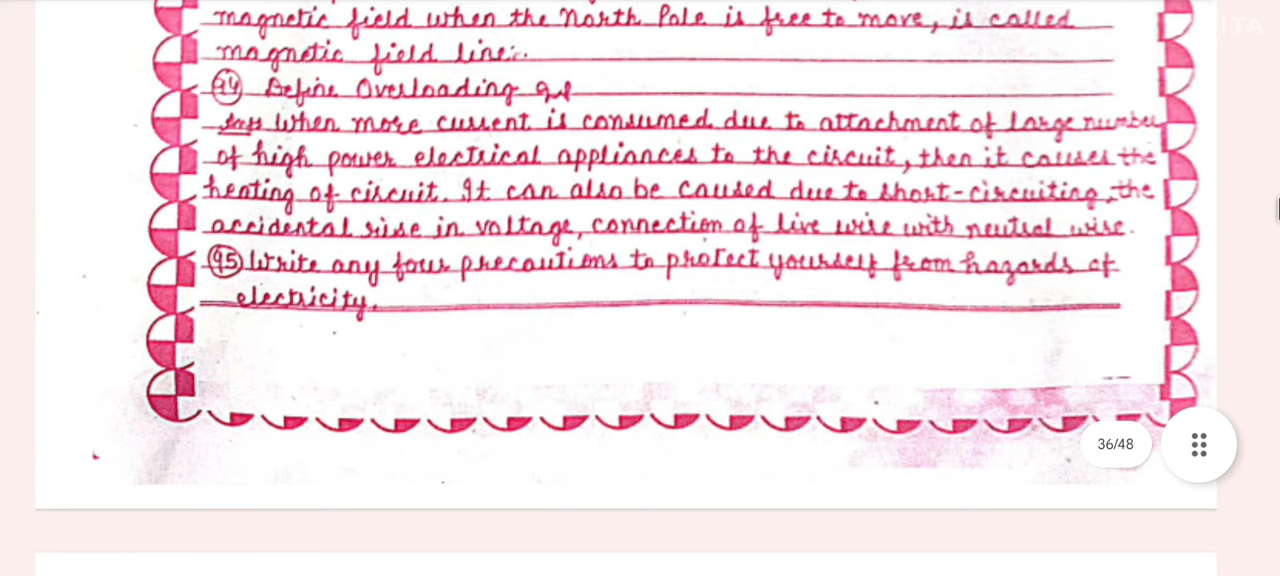 magnetic field when the North Pole is free to move, is called
magnetic field line.
94 Define Overloading
Ans When more current is consumed due to attachment of large number
of high power electrical appliances to the circuit, then it causes the
heating of circuit. It can also be caused due to short-circuiting, the
accidental rise in voltage, connection of live wire with neutral wire.
95 Write any four precautions to protect yourself from hazards of
electricity.
36/48